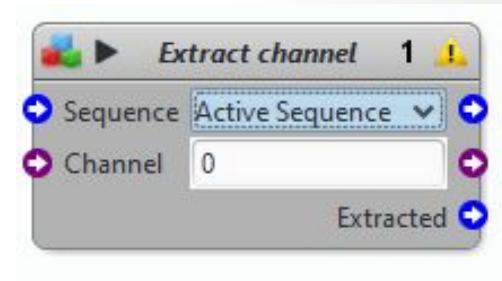 Extract channel 1
Sequence Active Sequence
Channel 0
Extracted